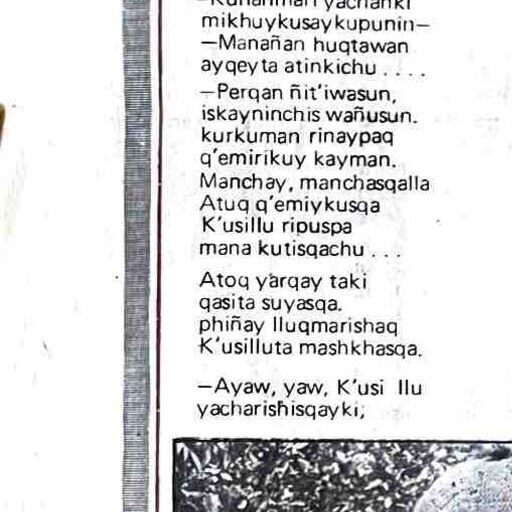 —Kunanmari yachanki
mikhuykusaykupunin—
—Manañan huqtawan
ayqeyta atinkichu . . . .
—Perqan ñit'iwasun,
iskayninchis wañusun.
kurkuman rinaypaq
q'emirikuy kayman.
Manchay, manchasqalla
Atuq q'emiykusqa
K'usillu ripuspa
mana kutisqachu . . .
Atoq yarqay taki
qasita suyasqa.
phiñay lluqmarishaq
K'usilluta mashkhasqa.
—Ayaw, yaw, K'usi llu
yacharishisqayki;